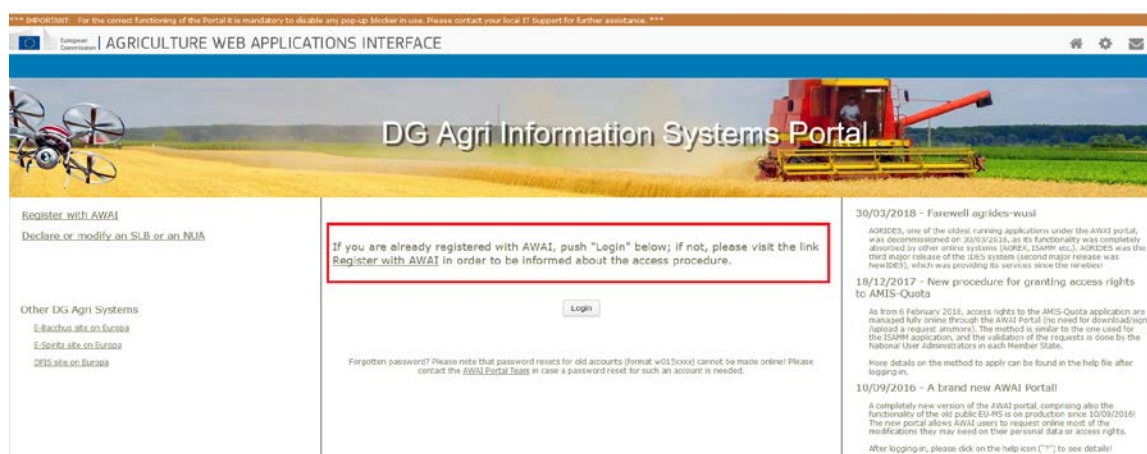 *** IMPORTANT: For the correct functioning of the Portal it is mandatory to disable any pop-up blocker in use. Please contact your local IT Support for further assistance. ***
European
Commission
AGRICULTURE WEB APPLICATIONS INTERFACE
DG Agri Information Systems Portal
Register with AWAI
Declare or modify an SLB or an NUA
Other DG Agri Systems
E-Bacchus site on Europa
E-Spirits site on Europa
DFIS site on Europa
If you are already registered with AWAI, push "Login" below; if not, please visit the link
Register with AWAI in order to be informed about the access procedure.
Login
Forgotten password? Please note that password resets for old accounts (format w015xxxx) cannot be made online! Please
contact the AWAI Portal Team in case a password reset for such an account is needed.
30/03/2018 - Farewell agrides-wusi
AGRIDES, one of the oldest running applications under the AWAI portal,
was decommissioned on 30/03/2018, as its functionality was completely
absorbed by other online systems (AGREX, ISAMM etc.). AGRIDES was the
third major release of the IDES system (second major release was
NewIDES), which was providing its services since the nineties!
18/12/2017 - New procedure for granting access rights
to AMIS-Quota
As from 6 February 2016, access rights to the AMIS-Quota application are
managed fully online through the AWAI Portal (no need for download/sign
/upload a request anymore). The method is similar to the one used for
the ISAMM application, and the validation of the requests is done by the
National User Administrators in each Member State.
More details on the method to apply can be found in the help file after
logging-in.
10/09/2016 - A brand new AWAI Portal!
A completely new version of the AWAI portal, comprising also the
functionality of the old public EU-MS is on production since 10/09/2016!
The new portal allows AWAI users to request online most of the
modifications they may need on their personal data or access rights.
After logging-in, please click on the help icon ("?") to see details!